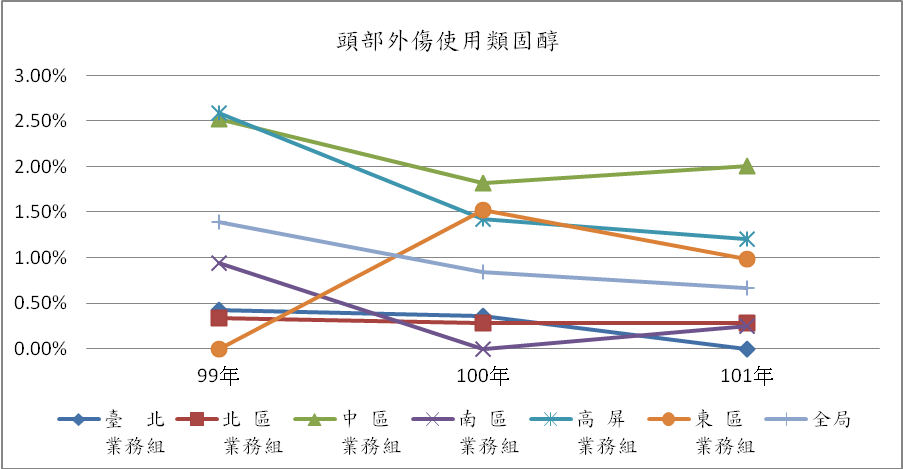 頭部外傷使用類固醇
3.00%
2.50%
2.00%
1.50%
1.00%
0.50%
0.00%
99年 100年 101年
臺 北 北 區 中 區 南 區 高 屏 東 區 全局
業務組 業務組 業務組 業務組 業務組 業務組